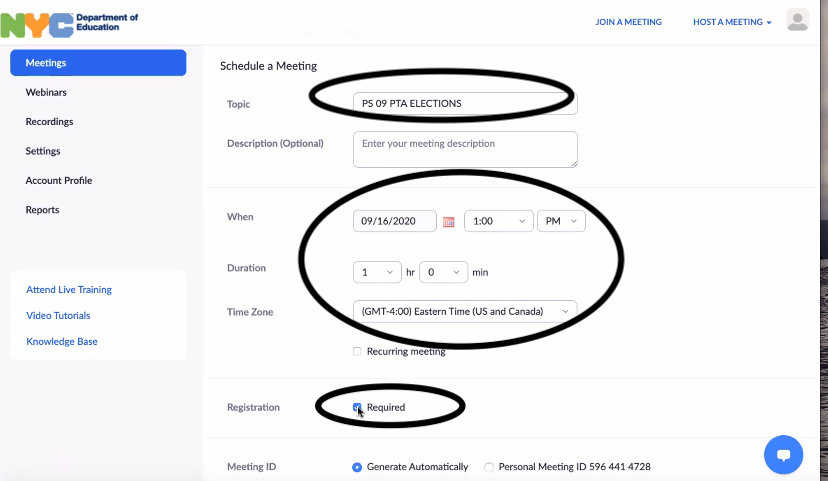 NYC Department of Education
JOIN A MEETING HOST A MEETING
Meetings
Webinars
Recordings
Settings
Account Profile
Reports
Attend Live Training
Video Tutorials
Knowledge Base
Schedule a Meeting
Topic PS 09 PTA ELECTIONS
Description (Optional) Enter your meeting description
When 09/16/2020 1:00 PM
Duration 1 hr 0 min
Time Zone (GMT-4:00) Eastern Time (US and Canada)
Recurring meeting
Registration Required
Meeting ID Generate Automatically Personal Meeting ID 596 441 4728